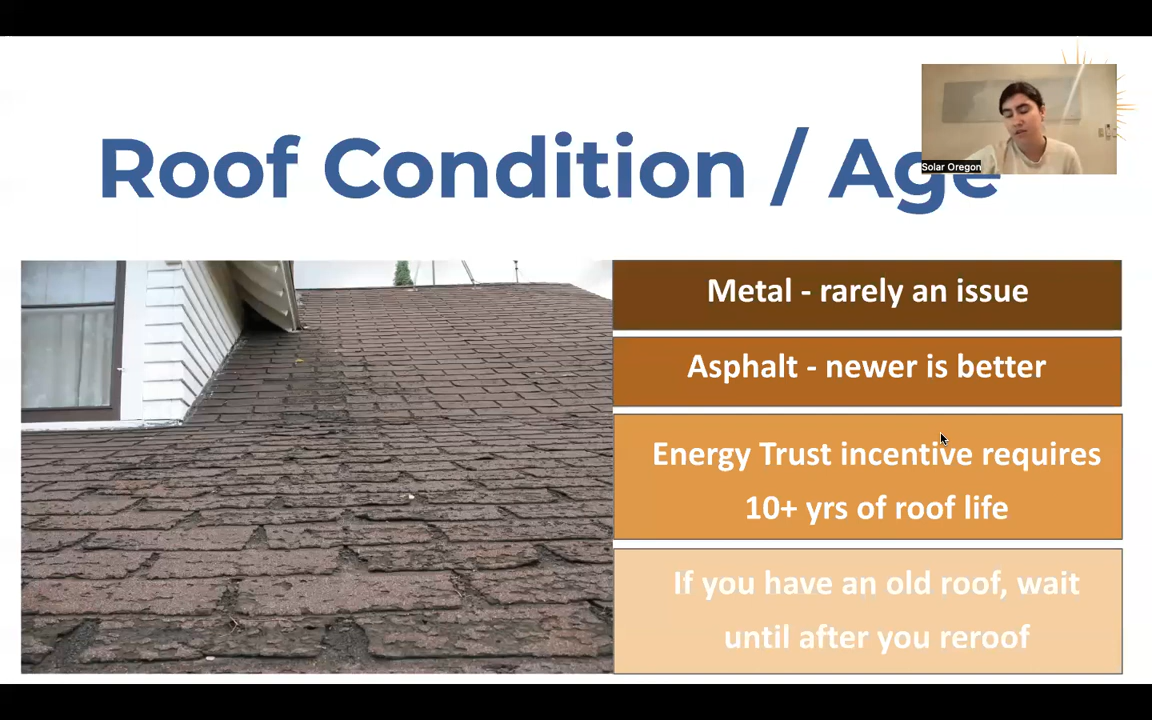 Roof Condition / Age
Solar Oregon
Metal - rarely an issue
Asphalt - newer is better
Energy Trust incentive requires
10+ yrs of roof life
If you have an old roof, wait
until after you reroof